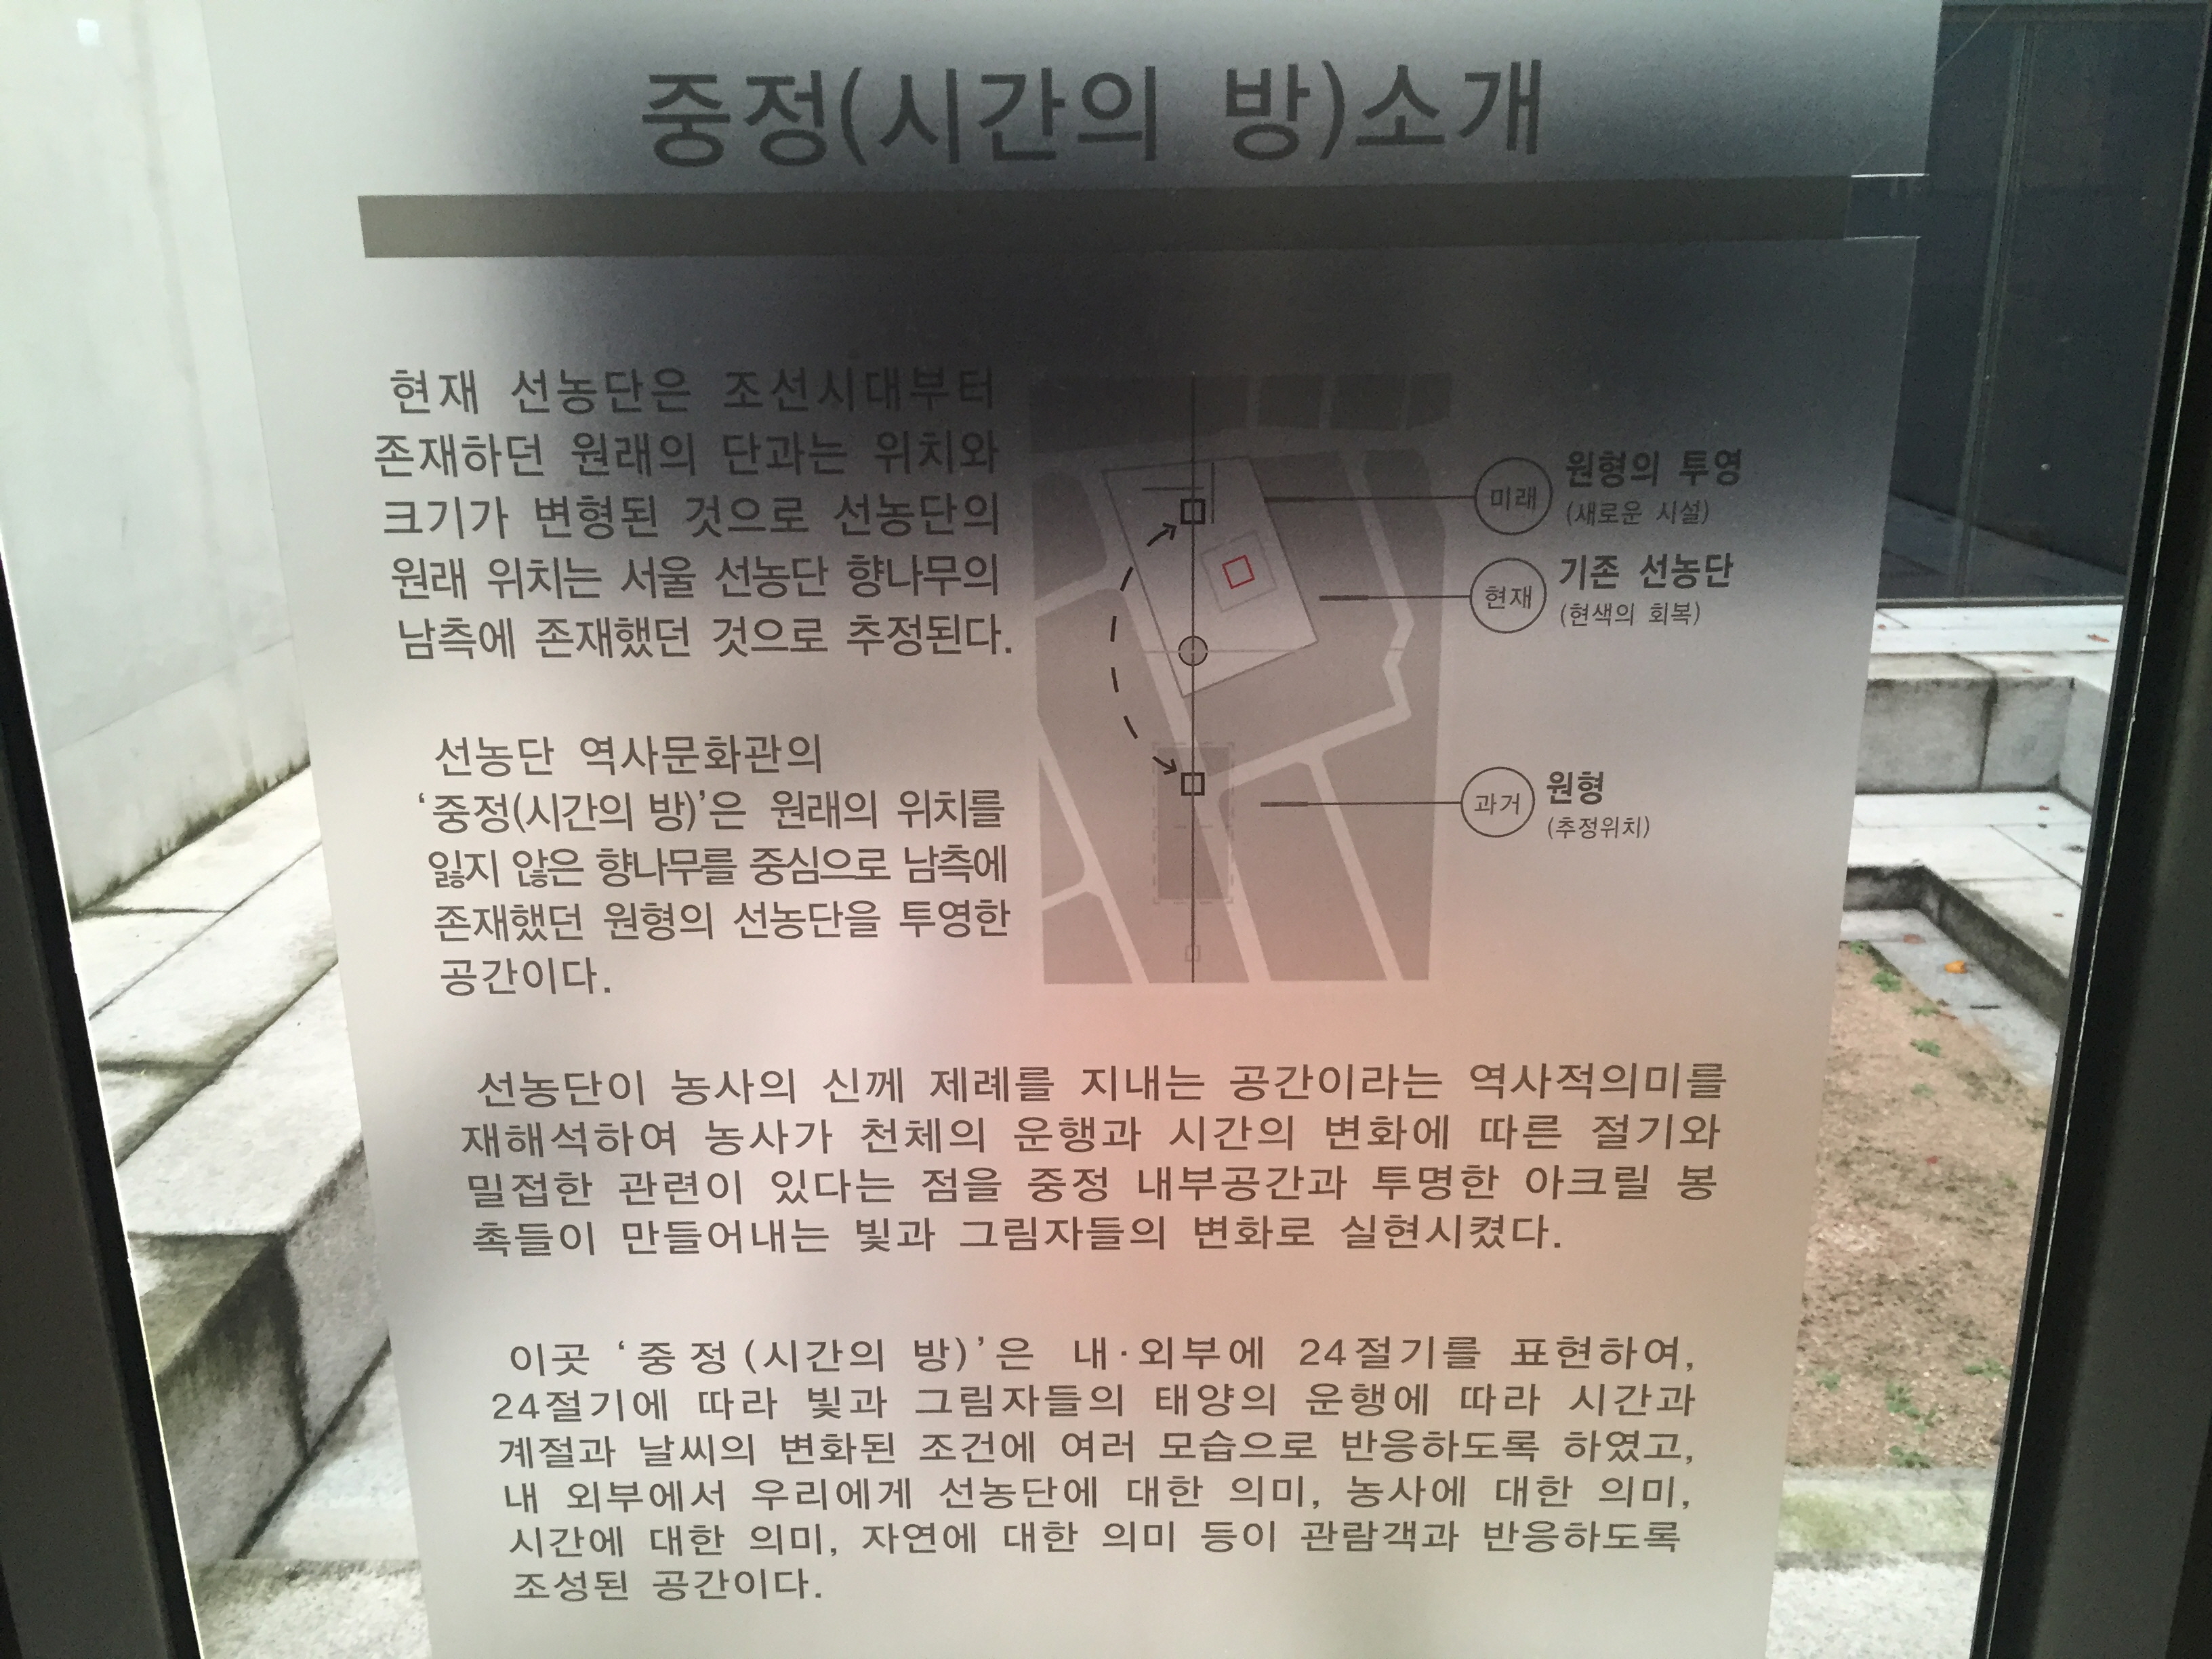 중정(시간의 방)소개
현재 선농단은 조선시대부터
존재하던 원래의 단과는 위치와
크기가 변형된 것으로 선농단의
원래 위치는 서울 선농단 향나무의
남측에 존재했던 것으로 추정된다.
선농단 역사문화관의
‘중정(시간의 방)’은 원래의 위치를
잃지 않은 향나무를 중심으로 남측에
존재했던 원형의 선농단을 투영한
공간이다.
미래
원형의 투영
(새로운 시설)
현재
기존 선농단
(현색의 회복)
과거
원형
(추정위치)
선농단이 농사의 신께 제례를 지내는 공간이라는 역사적의미를
재해석하여 농사가 천체의 운행과 시간의 변화에 따른 절기와
밀접한 관련이 있다는 점을 중정 내부공간과 투명한 아크릴 봉
촉들이 만들어내는 빛과 그림자들의 변화로 실현시켰다.
이곳 ‘중정(시간의 방)’은 내·외부에 24절기를 표현하여,
24절기에 따라 빛과 그림자들의 태양의 운행에 따라 시간과
계절과 날씨의 변화된 조건에 여러 모습으로 반응하도록 하였고,
내 외부에서 우리에게 선농단에 대한 의미, 농사에 대한 의미,
시간에 대한 의미, 자연에 대한 의미 등이 관람객과 반응하도록
조성된 공간이다.